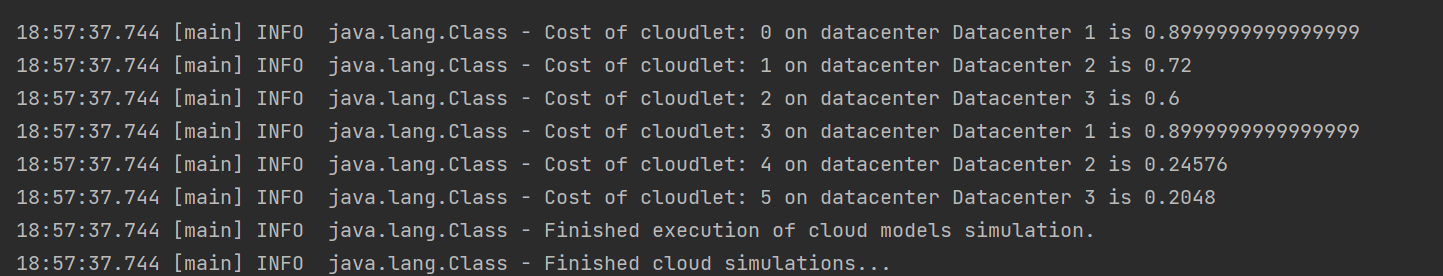 18:57:37.744 [main] INFO  java.lang.Class - Cost of cloudlet: 0 on datacenter Datacenter 1 is 0.8999999999999999
18:57:37.744 [main] INFO  java.lang.Class - Cost of cloudlet: 1 on datacenter Datacenter 2 is 0.72
18:57:37.744 [main] INFO  java.lang.Class - Cost of cloudlet: 2 on datacenter Datacenter 3 is 0.6
18:57:37.744 [main] INFO  java.lang.Class - Cost of cloudlet: 3 on datacenter Datacenter 1 is 0.8999999999999999
18:57:37.744 [main] INFO  java.lang.Class - Cost of cloudlet: 4 on datacenter Datacenter 2 is 0.24576
18:57:37.744 [main] INFO  java.lang.Class - Cost of cloudlet: 5 on datacenter Datacenter 3 is 0.2048
18:57:37.744 [main] INFO  java.lang.Class - Finished execution of cloud models simulation.
18:57:37.744 [main] INFO  java.lang.Class - Finished cloud simulations...